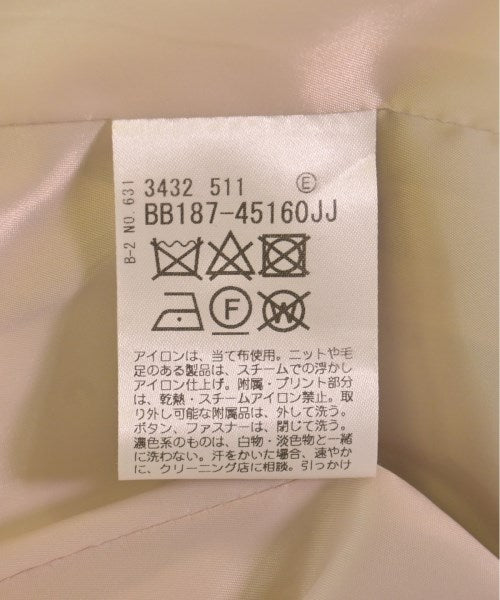 B-2 NO.631
3432 511 Ⓔ
BB187-45160JJ
F W
アイロンは、当て布使用。ニットや毛
足のある製品は、スチームでの浮かし
アイロン仕上げ。附属・プリント部分
は、乾熱・スチームアイロン禁止。取
り外し可能な附属品は、外して洗う。
ボタン、ファスナーは、閉じて洗う。
濃色系のものは、白物・淡色物と一緒
に洗わない。汗をかいた場合、速やか
に、クリーニング店に相談。引っかけ